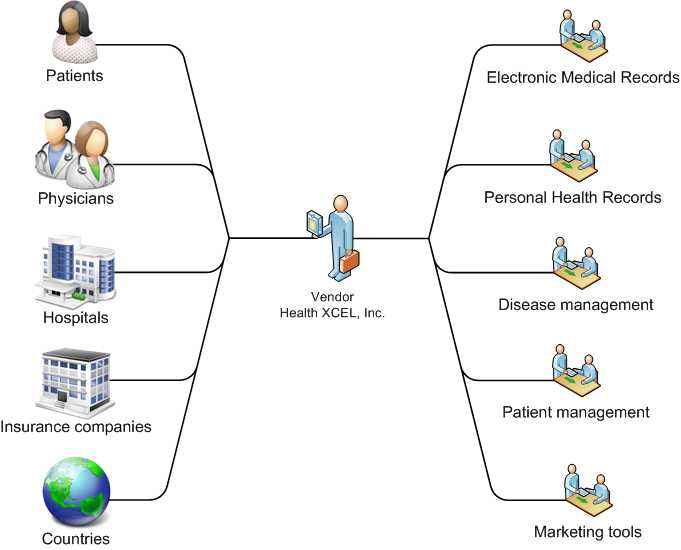 Patients
Physicians
Hospitals
Insurance companies
Countries
Vendor
Health XCEL, Inc.
Electronic Medical Records
Personal Health Records
Disease management
Patient management
Marketing tools